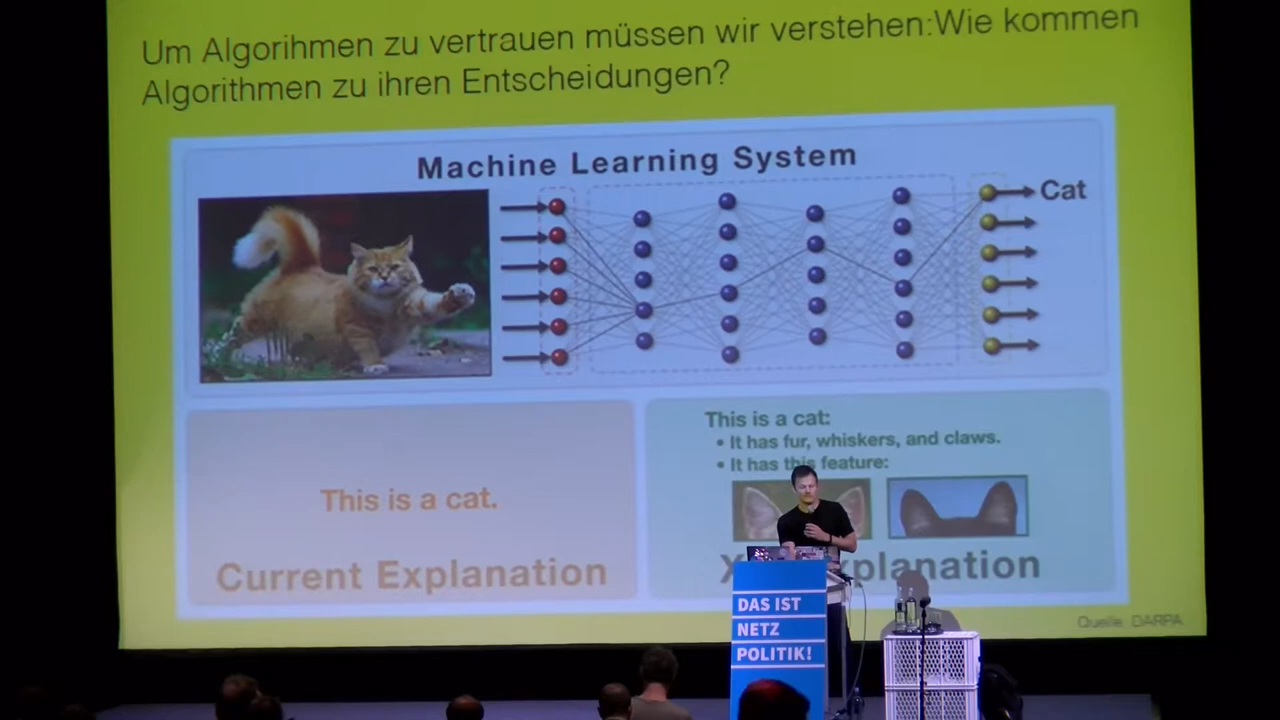 Um Algorihmen zu vertrauen müssen wir verstehen:Wie kommen
Algorithmen zu ihren Entscheidungen?
Machine Learning System
Cat
This is a cat.
Current Explanation
This is a cat:
• It has fur, whiskers, and claws.
• It has this feature:
Explanation
DAS IST
NETZ
POLITIK!
Quelle: DARPA